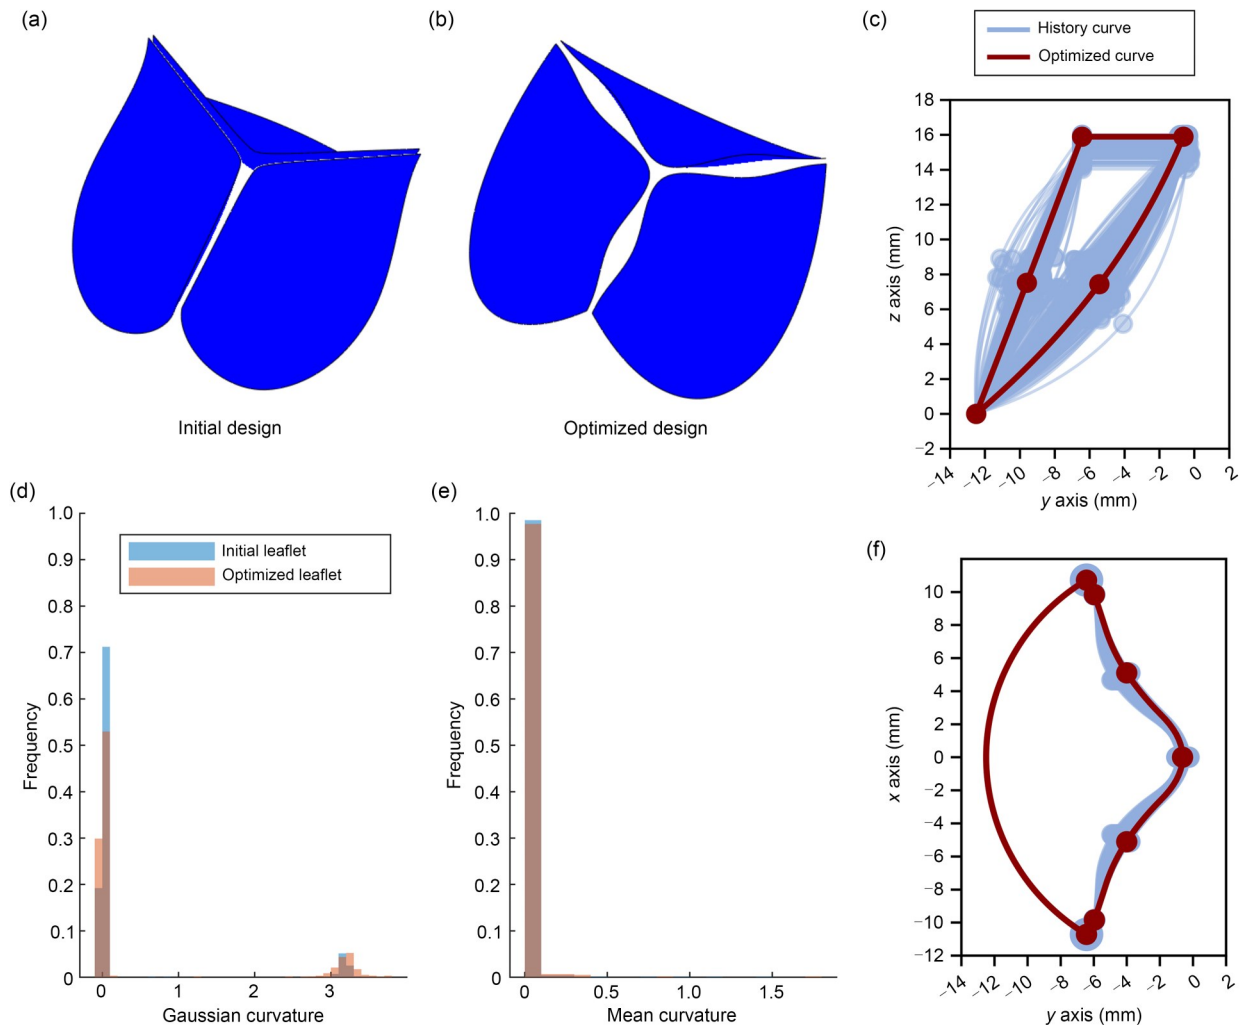 (a)
(b)
(c)
History curve
Optimized curve
18
16
14
12
10
8
6
4
2
0
−2
z axis (mm)
−14 −12 −10 −8 −6 −4 −2 0 2
y axis (mm)
Initial design
Optimized design
(d)
(e)
(f)
1.0
0.9
0.8
0.7
0.6
0.5
0.4
0.3
0.2
0.1
0
Frequency
Initial leaflet
Optimized leaflet
0 1 2 3
Gaussian curvature
1.0
0.9
0.8
0.7
0.6
0.5
0.4
0.3
0.2
0.1
0
Frequency
0 0.5 1.0 1.5
Mean curvature
10
8
6
4
2
0
−2
−4
−6
−8
−10
−12
x axis (mm)
−14 −12 −10 −8 −6 −4 −2 0 2
y axis (mm)